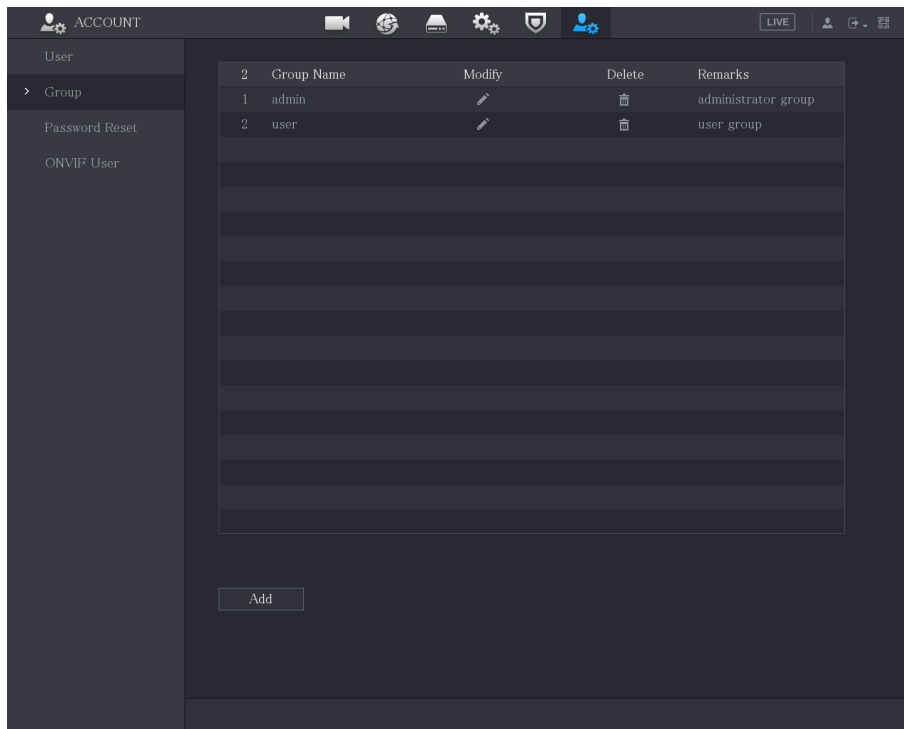 ACCOUNT LIVE
User
Group
Password Reset
ONVIF User
2 Group Name Modify Delete Remarks
1 admin administrator group
2 user user group
Add